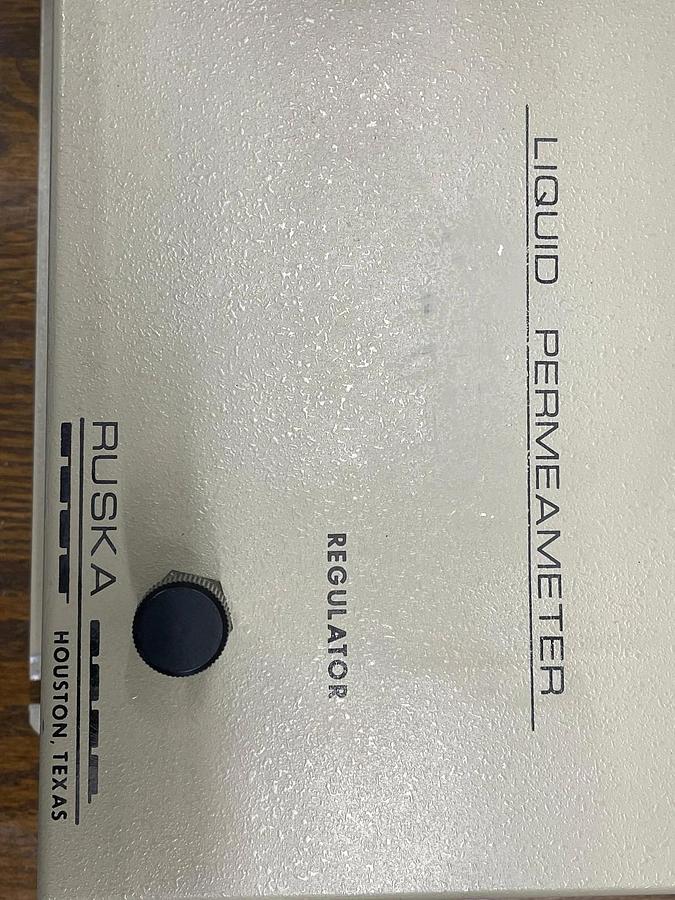 LIQUID PERMEAMETER
REGULATOR
RUSKA
HOUSTON, TEXAS